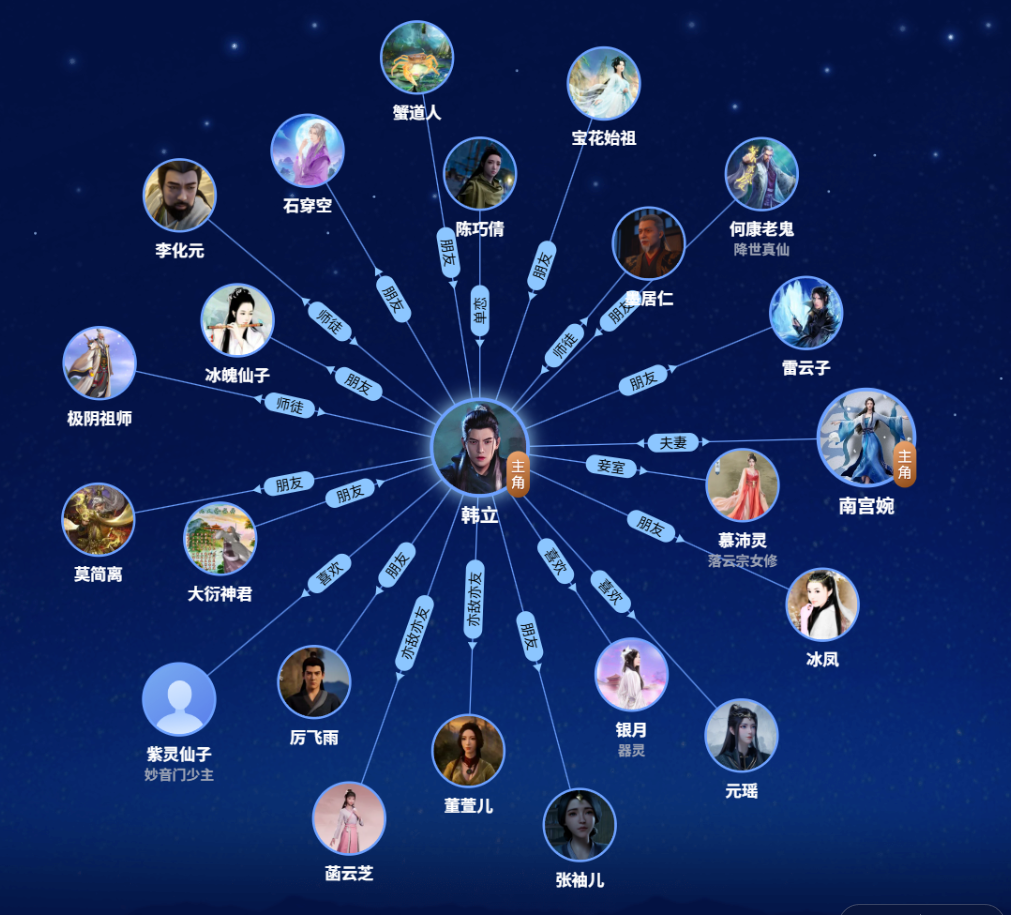 蟹道人
宝花始祖
石穿空
陈巧倩
何康老鬼
降世真仙
李化元
墨居仁
朋友
朋友
朋友
单恋
朋友
师徒
师徒
雷云子
冰魄仙子
朋友
朋友
极阴祖师
师徒
夫妻
主角
主角
妾室
南宫婉
韩立
朋友
朋友
朋友
慕沛灵
落云宗女修
莫简离
大衍神君
喜欢
朋友
亦敌亦友
亦敌亦友
朋友
喜欢
喜欢
冰凤
厉飞雨
银月
器灵
紫灵仙子
妙音门少主
元瑶
董萱儿
菡云芝
张袖儿